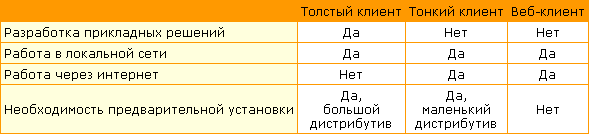 Толстый клиент Тонкий клиент Веб-клиент
Разработка прикладных решений Да Нет Нет
Работа в локальной сети Да Да Да
Работа через интернет Нет Да Да
Необходимость предварительной установки Да, большой дистрибутив Да, маленький дистрибутив Нет